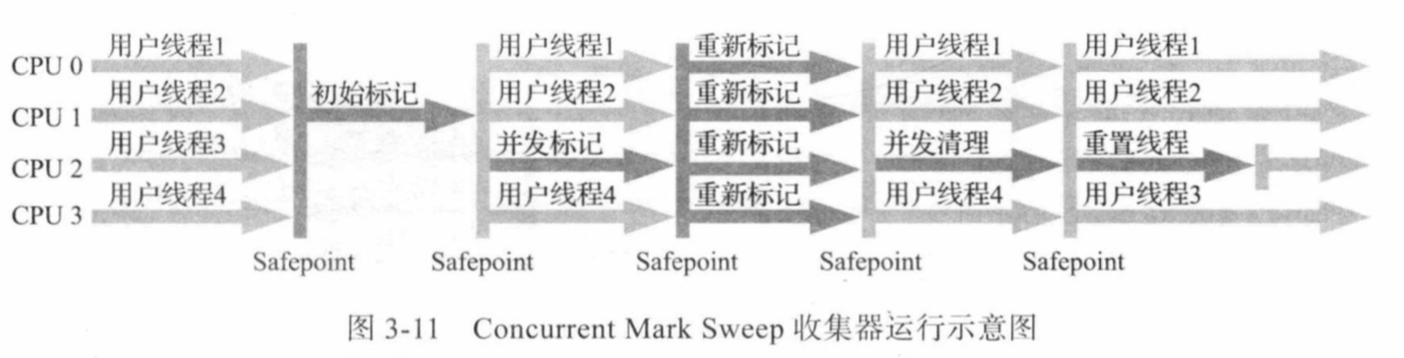 用户线程1 用户线程1 重新标记 用户线程1 用户线程1
CPU 0
用户线程2 初始标记 用户线程2 重新标记 用户线程2 用户线程2
CPU 1
用户线程3 并发标记 重新标记 并发清理 重置线程
CPU 2
用户线程4 用户线程4 重新标记 用户线程4 用户线程3
CPU 3
Safepoint Safepoint Safepoint Safepoint Safepoint
图 3-11 Concurrent Mark Sweep 收集器运行示意图